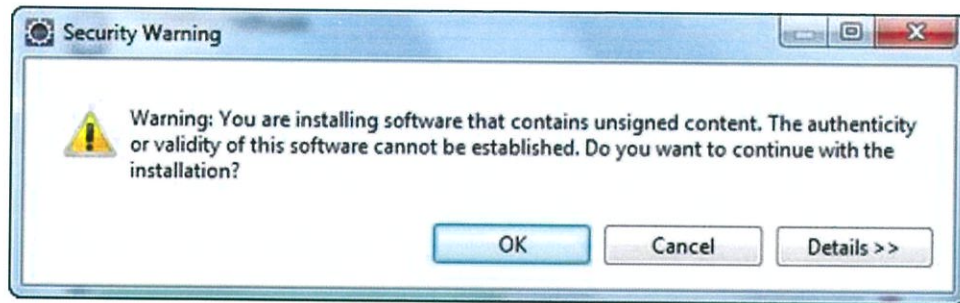 Security Warning
Warning: You are installing software that contains unsigned content. The authenticity
or validity of this software cannot be established. Do you want to continue with the
installation?
OK
Cancel
Details >>